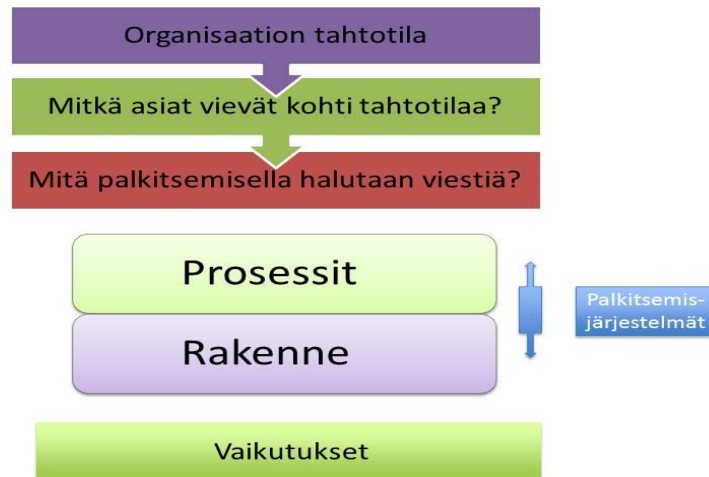 Organisaation tahtotila
Mitkä asiat vievät kohti tahtotilaa?
Mitä palkitsemisella halutaan viestiä?
Prosessit
Rakenne
Palkitsemis-
järjestelmät
Vaikutukset